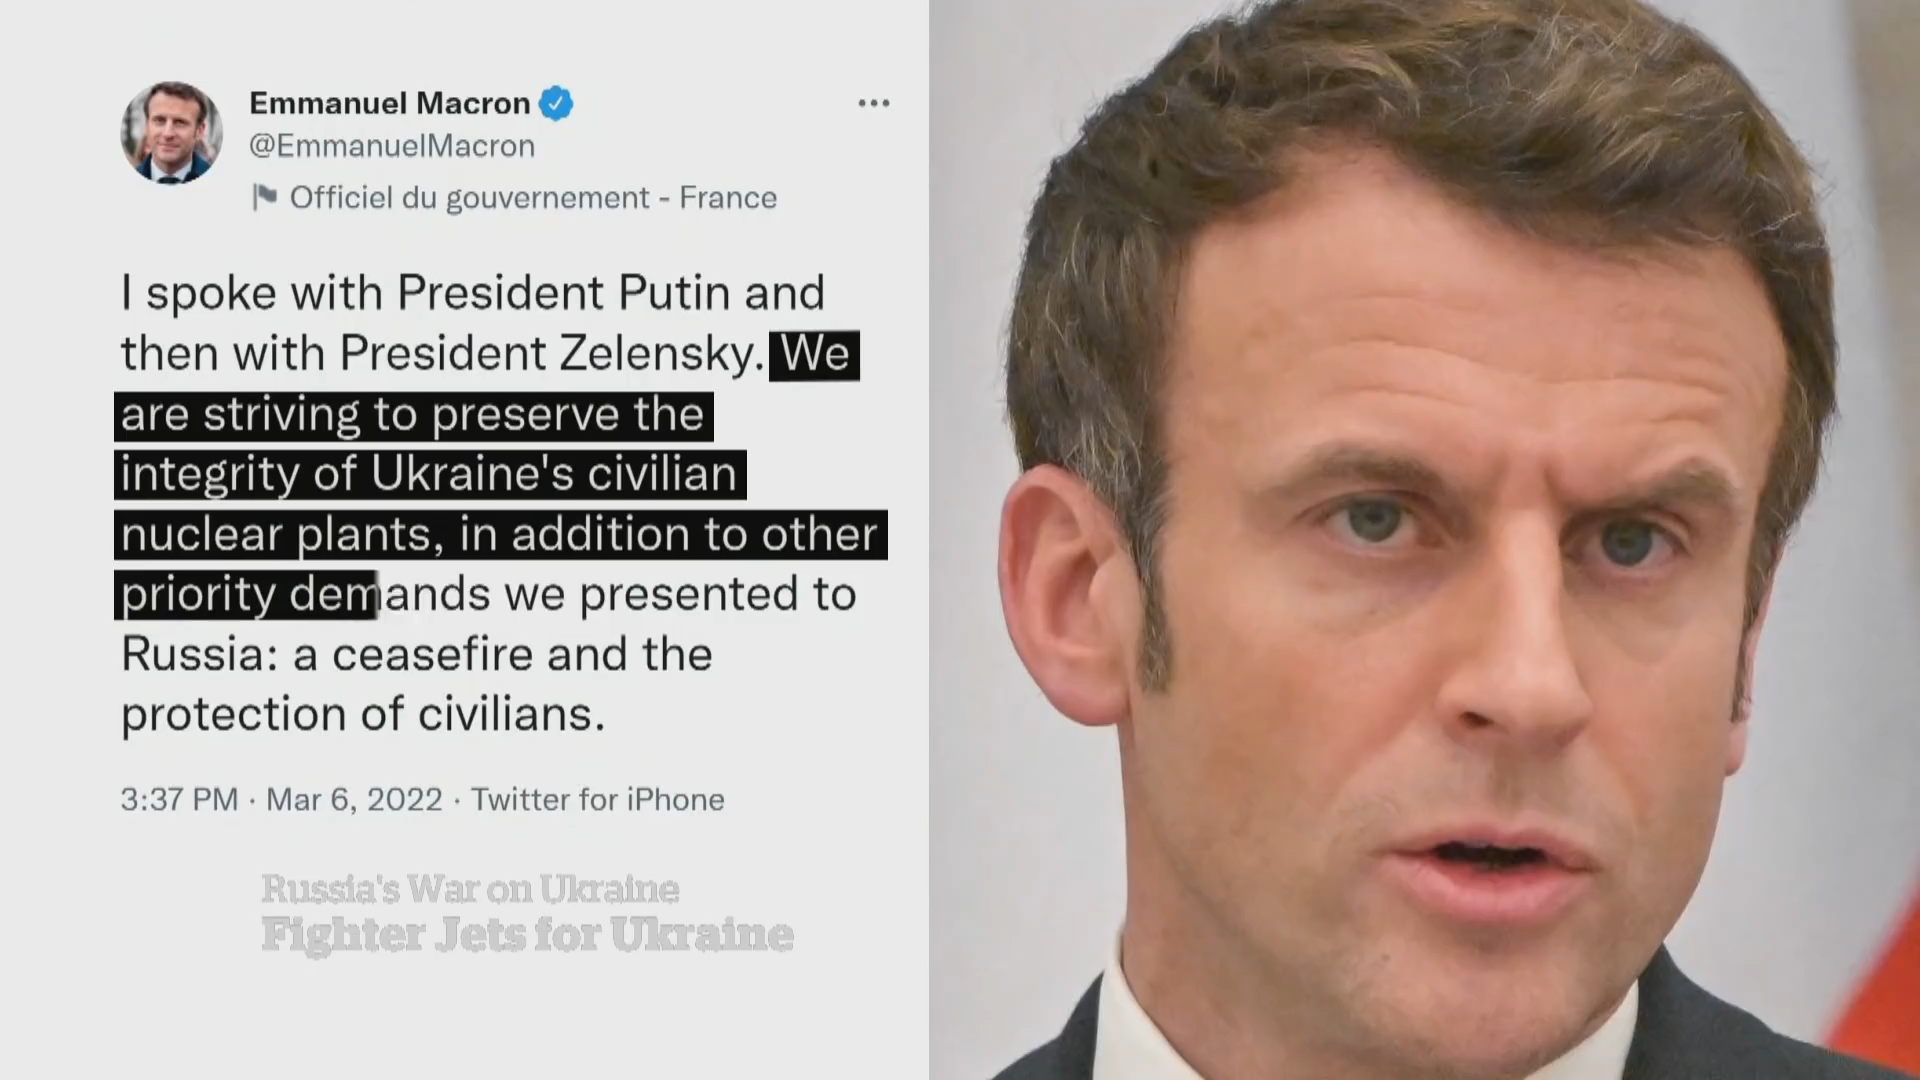 Emmanuel Macron
@EmmanuelMacron
Officiel du gouvernement - France
I spoke with President Putin and
then with President Zelensky. We
are striving to preserve the
integrity of Ukraine's civilian
nuclear plants, in addition to other
priority demands we presented to
Russia: a ceasefire and the
protection of civilians.
3:37 PM · Mar 6, 2022 · Twitter for iPhone
Russia's War on Ukraine
Fighter Jets for Ukraine